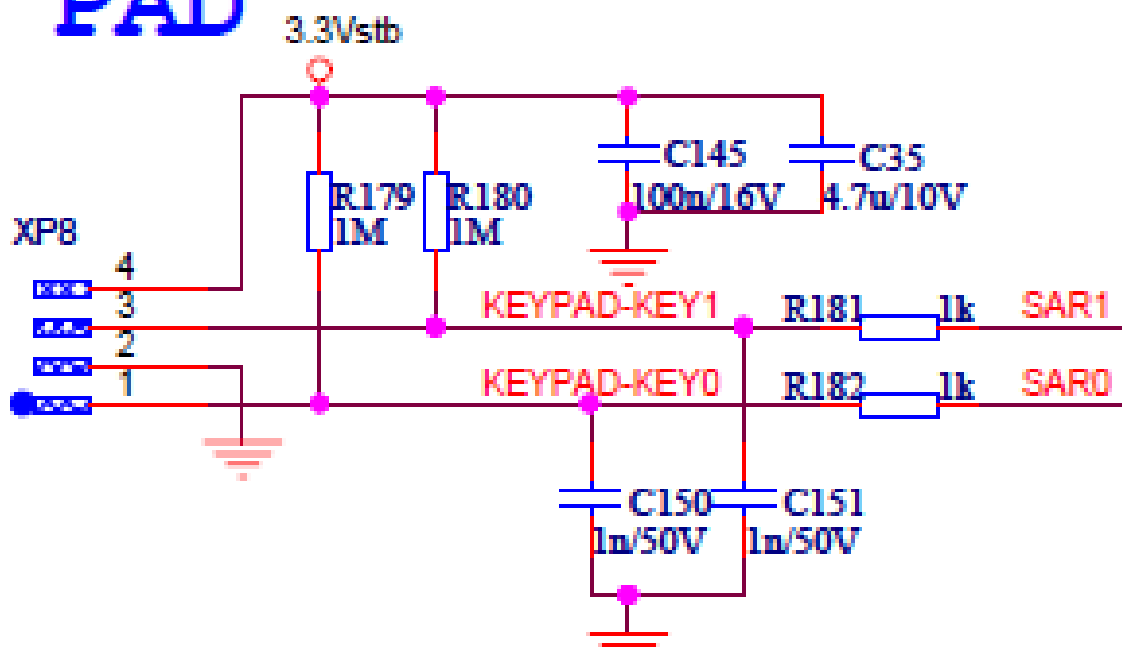 PAD
3.3Vstb
C145
100n/16V
C35
4.7u/10V
R179
1M
R180
1M
XP8
4
3
2
1
KEYPAD-KEY1
R181
1k
SAR1
KEYPAD-KEY0
R182
1k
SAR0
C150
1n/50V
C151
1n/50V